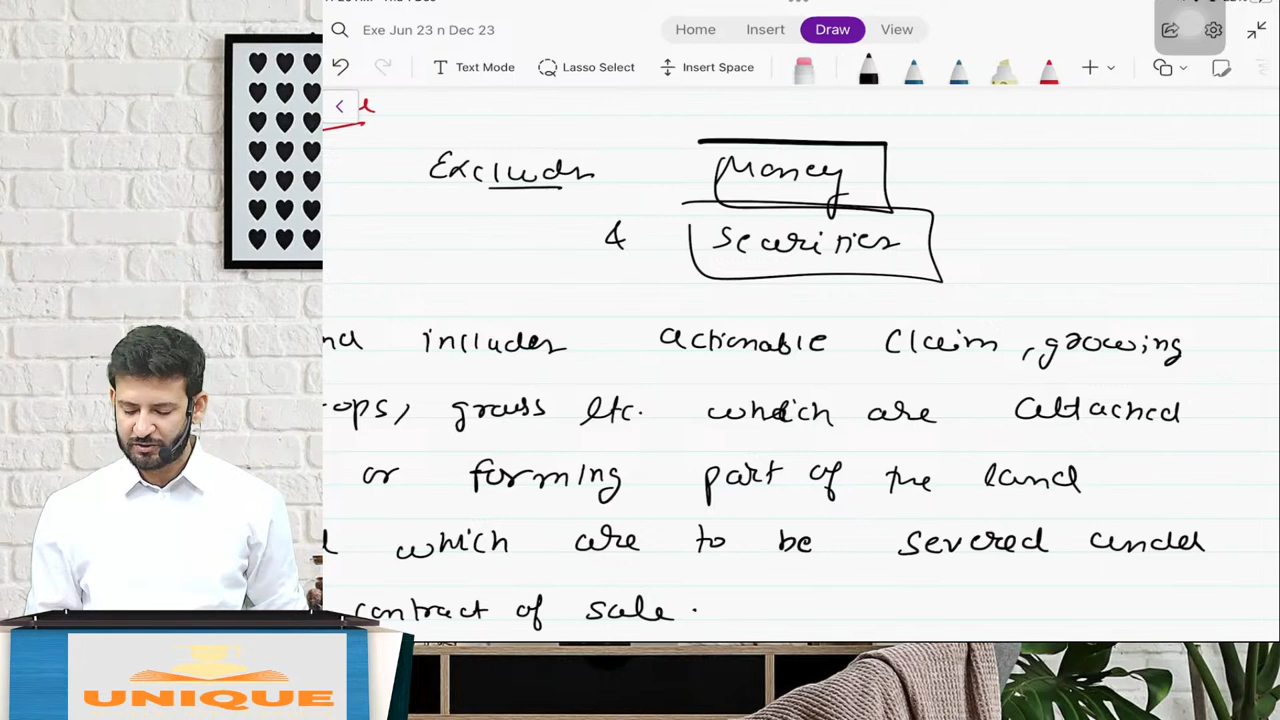 Exe Jun 23 n Dec 23
Home Insert Draw View
Text Mode Lasso Select Insert Space
Excludes Money
& Securities
includes actionable claim, growing
ops, grass etc. which are attached
or forming part of the land
which are to be severed under
contract of sale.
UNIQUE